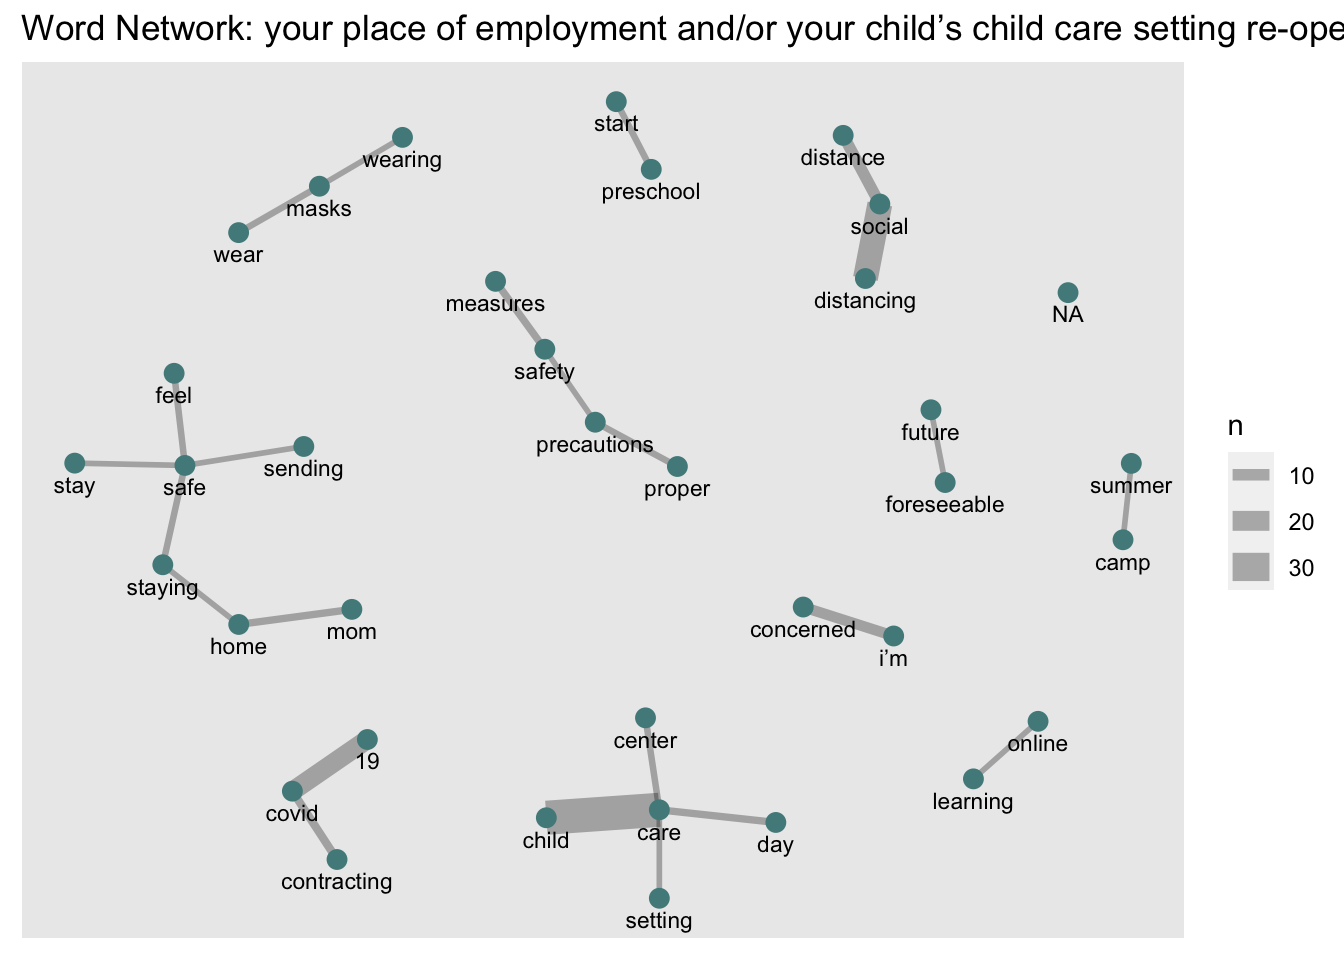 Word Network: your place of employment and/or your child’s child care setting re-ope
start
distance
wearing
preschool
masks
social
wear
measures
distancing
NA
safety
feel
future
precautions
sending
stay
safe
proper
summer
foreseeable
camp
staying
concerned
mom
home
i’m
center
online
19
learning
covid
care
child
day
contracting
setting
n
10
20
30